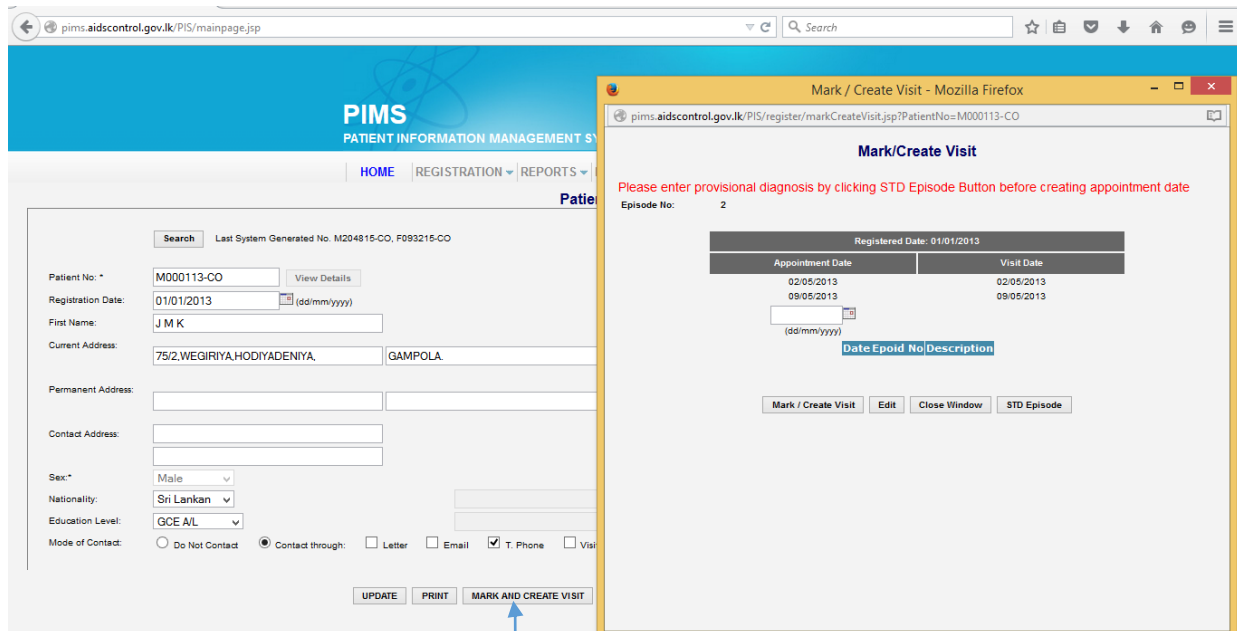 pims.aidscontrol.gov.lk/PIS/mainpage.jsp
Search
PIMS
PATIENT INFORMATION MANAGEMENT SY
HOME REGISTRATION REPORTS
Patie
Search Last System Generated No. M204815-CO, F093215-CO
Patient No: * M000113-CO View Details
Registration Date: 01/01/2013 (dd/mm/yyyy)
First Name: J M K
Current Address: 75/2,WEGIRIYA,HODIYADENIYA, GAMPOLA.
Permanent Address:
Contact Address:
Sex:* Male
Nationality: Sri Lankan
Education Level: GCE A/L
Mode of Contact: Do Not Contact Contact through: Letter Email T. Phone Visi
UPDATE PRINT MARK AND CREATE VISIT
Mark / Create Visit - Mozilla Firefox
pims.aidscontrol.gov.lk/PIS/register/markCreateVisit.jsp?PatientNo=M000113-CO
Mark/Create Visit
Please enter provisional diagnosis by clicking STD Episode Button before creating appointment date
Episode No: 2
Registered Date: 01/01/2013
Appointment Date Visit Date
02/05/2013 02/05/2013
09/05/2013 09/05/2013
(dd/mm/yyyy)
Date Epoid No Description
Mark / Create Visit Edit Close Window STD Episode